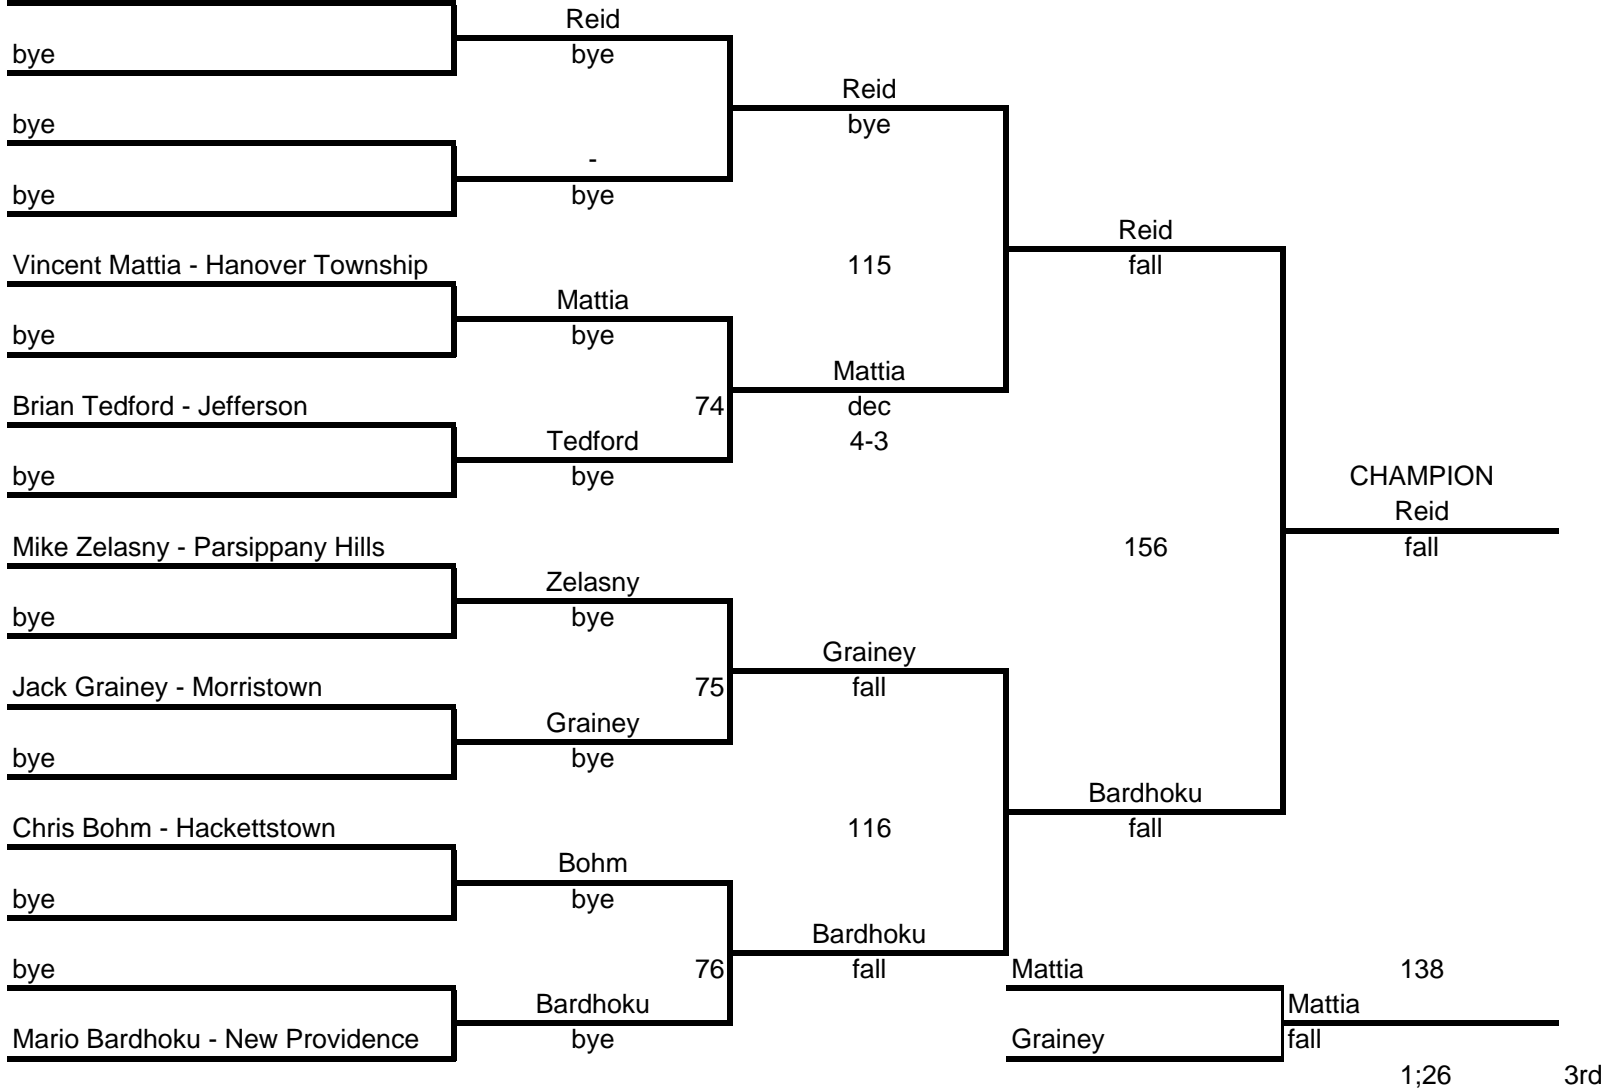 Reid
bye
bye
Reid
bye
bye
-
bye
bye
Reid
Vincent Mattia - Hanover Township
115
fall
Mattia
bye
bye
Mattia
Brian Tedford - Jefferson
74
dec
Tedford
4-3
bye
bye
CHAMPION
Reid
Mike Zelasny - Parsippany Hills
156
fall
Zelasny
bye
bye
Grainey
Jack Grainey - Morristown
75
fall
Grainey
bye
bye
Bardhoku
Chris Bohm - Hackettstown
116
fall
Bohm
bye
bye
Bardhoku
bye
76
fall
Mattia
138
Bardhoku
Mattia
Mario Bardhoku - New Providence
bye
Grainey
fall
1;26
3rd